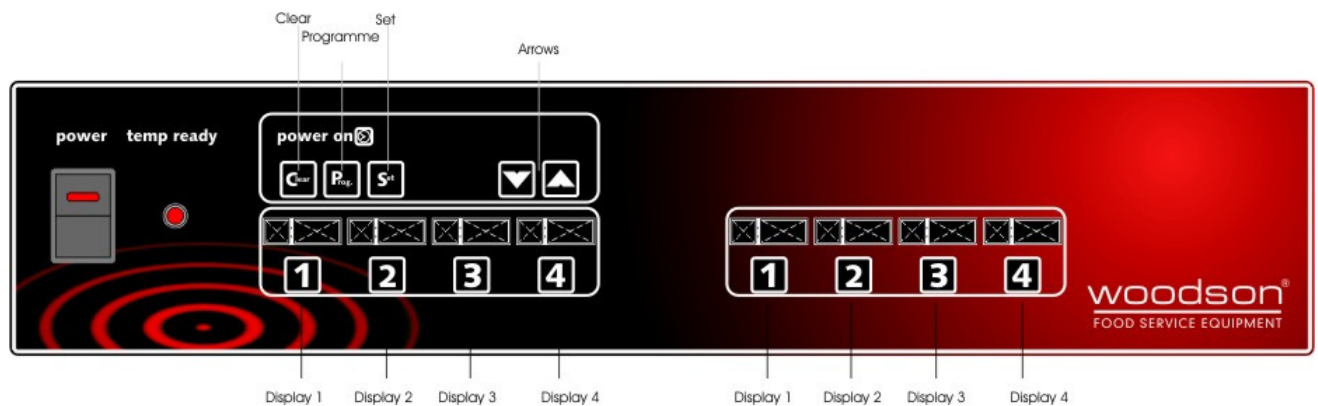 Clear
Programme
Set
Arrows
power
temp ready
power on
Clear
Prog.
Set
1
2
3
4
1
2
3
4
woodson®
FOOD SERVICE EQUIPMENT
Display 1
Display 2
Display 3
Display 4
Display 1
Display 2
Display 3
Display 4